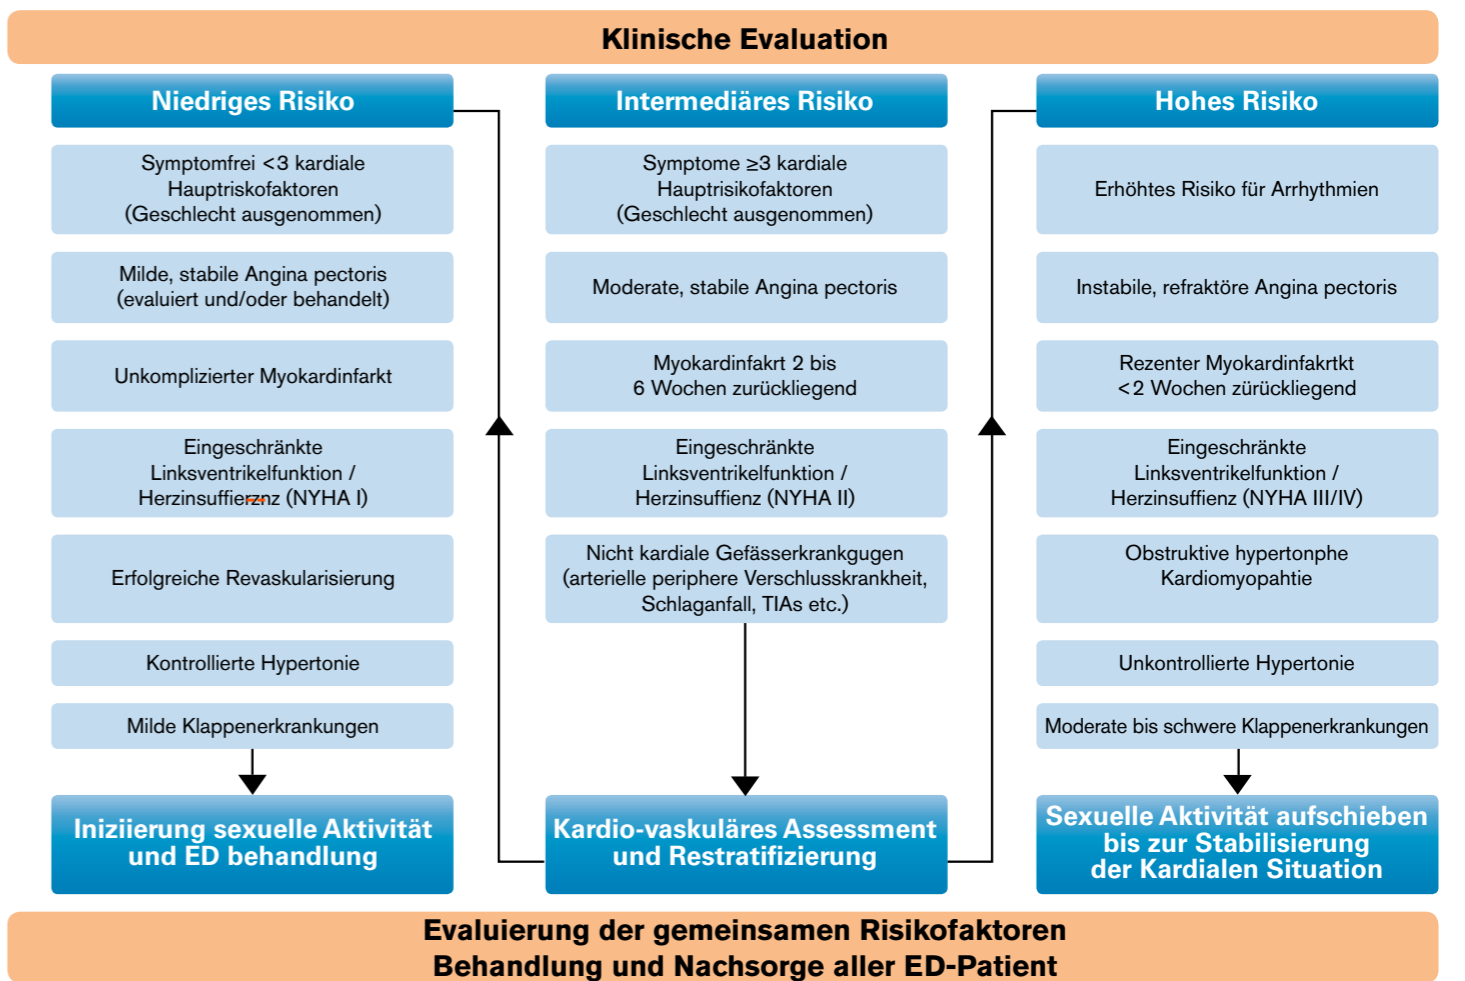 Klinische Evaluation
Niedriges Risiko
Symptomfrei <3 kardiale
Hauptriskofaktoren
(Geschlecht ausgenommen)
Milde, stabile Angina pectoris
(evaluiert und/oder behandelt)
Unkomplizierter Myokardinfarkt
Eingeschränkte
Linksventrikelfunktion /
Herzinsuffierznz (NYHA I)
Erfolgreiche Revaskularisierung
Kontrollierte Hypertonie
Milde Klappenerkrankungen
Iniziierung sexuelle Aktivität
und ED behandlung
Intermediäres Risiko
Symptome ≥3 kardiale
Hauptrisikofaktoren
(Geschlecht ausgenommen)
Moderate, stabile Angina pectoris
Myokardinfakrt 2 bis
6 Wochen zurückliegend
Eingeschränkte
Linksventrikelfunktion /
Herzinsuffienz (NYHA II)
Nicht kardiale Gefässerkrankgugen
(arterielle periphere Verschlusskrankheit,
Schlaganfall, TIAs etc.)
Kardio-vaskuläres Assessment
und Restratifizierung
Hohes Risiko
Erhöhtes Risiko für Arrhythmien
Instabile, refraktöre Angina pectoris
Rezenter Myokardinfakrtkt
<2 Wochen zürückliegend
Eingeschränkte
Linksventrikelfunktion /
Herzinsuffienz (NYHA III/IV)
Obstruktive hypertonphe
Kardiomyopahtie
Unkontrollierte Hypertonie
Moderate bis schwere Klappenerkrankungen
Sexuelle Aktivität aufschieben
bis zur Stabilisierung
der Kardialen Situation
Evaluierung der gemeinsamen Risikofaktoren
Behandlung und Nachsorge aller ED-Patient